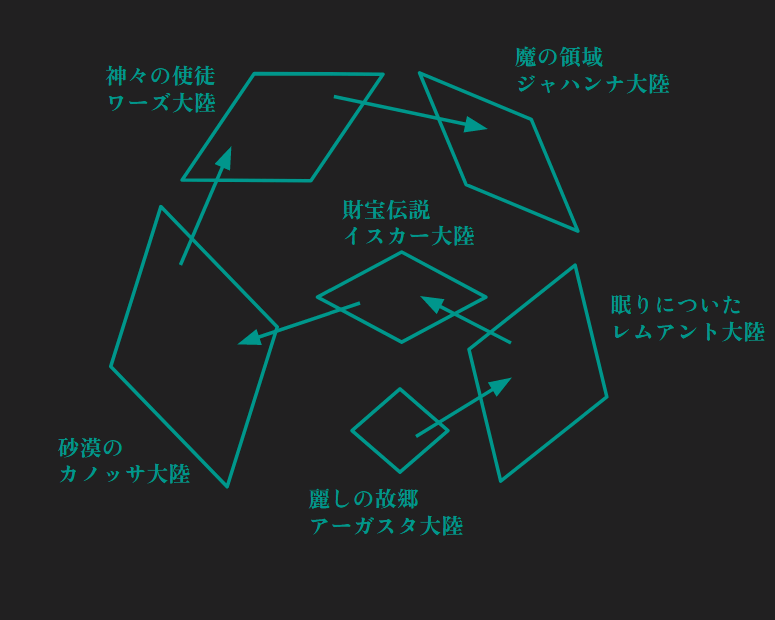 神々の使徒
ワーズ大陸
魔の領域
ジャハンナ大陸
財宝伝説
イスカー大陸
眠りについた
レムアント大陸
砂漠の
カノッサ大陸
麗しの故郷
アーガスタ大陸